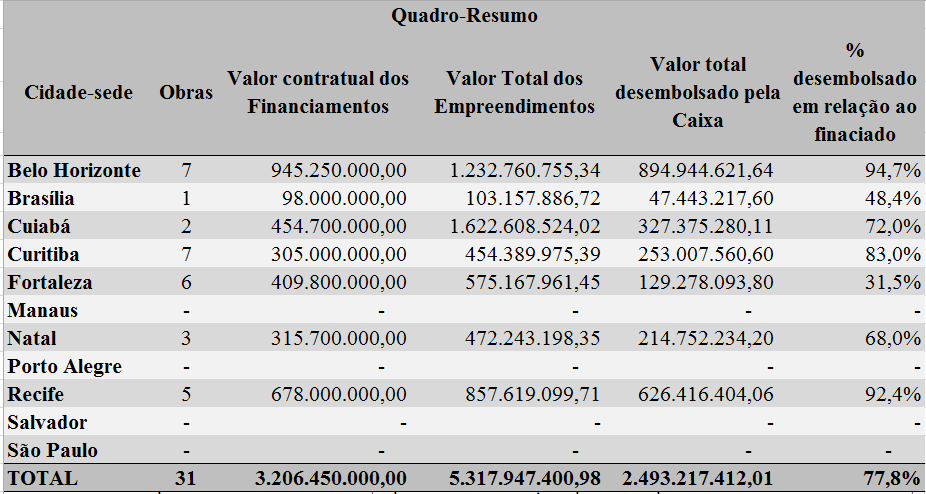 Quadro-Resumo
Cidade-sede Obras Valor contratual dos Financiamentos Valor Total dos Empreendimentos Valor total desembolsado pela Caixa % desembolsado em relação ao finaciado
Belo Horizonte 7 945.250.000,00 1.232.760.755,34 894.944.621,64 94,7%
Brasília 1 98.000.000,00 103.157.886,72 47.443.217,60 48,4%
Cuiabá 2 454.700.000,00 1.622.608.524,02 327.375.280,11 72,0%
Curitiba 7 305.000.000,00 454.389.975,39 253.007.560,60 83,0%
Fortaleza 6 409.800.000,00 575.167.961,45 129.278.093,80 31,5%
Manaus - - - - -
Natal 3 315.700.000,00 472.243.198,35 214.752.234,20 68,0%
Porto Alegre - - - - -
Recife 5 678.000.000,00 857.619.099,71 626.416.404,06 92,4%
Salvador - - - - -
São Paulo - - - - -
TOTAL 31 3.206.450.000,00 5.317.947.400,98 2.493.217.412,01 77,8%